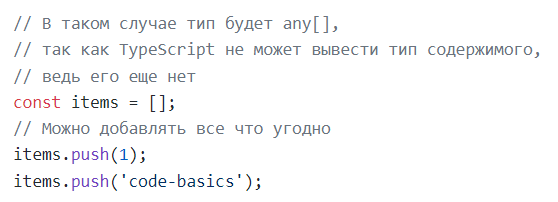 // В таком случае тип будет any[],
// так как TypeScript не может вывести тип содержимого,
// ведь его еще нет
const items = [];
// Можно добавлять все что угодно
items.push(1);
items.push('code-basics');